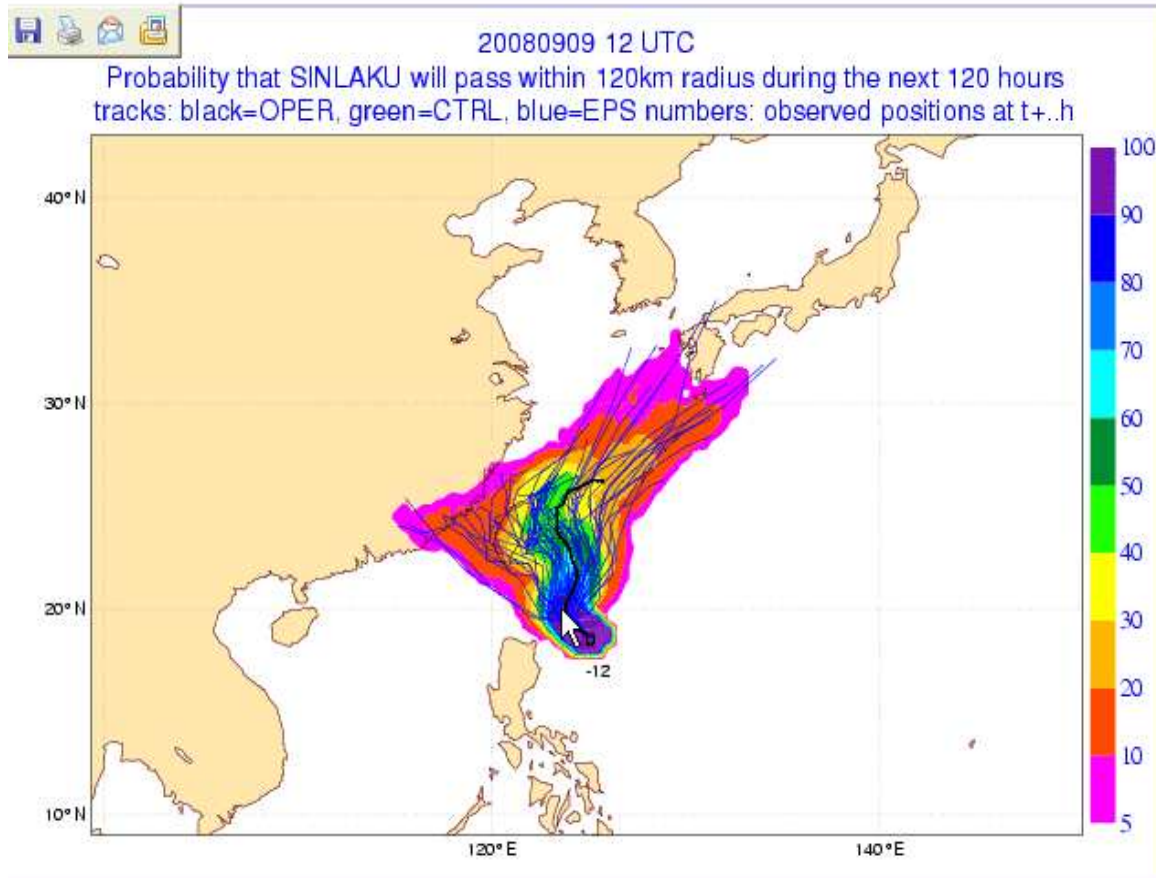 20080909 12 UTC
Probability that SINLAKU will pass within 120km radius during the next 120 hours
tracks: black=OPER, green=CTRL, blue=EPS numbers: observed positions at t+..h
100
90
80
70
60
50
40
30
20
10
5
40°N
30°N
20°N
10°N
-12
120°E
140°E